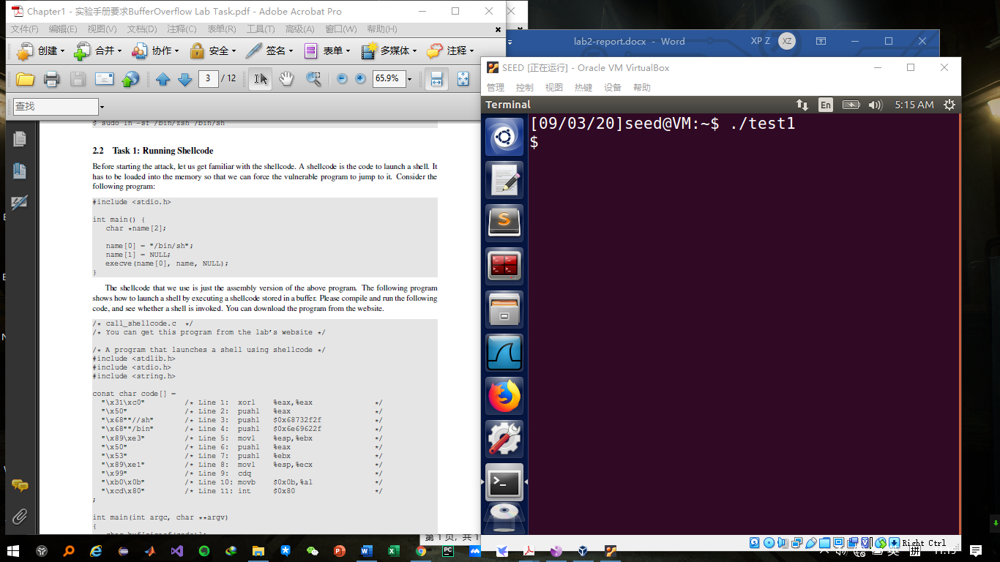 Chapter1 - 实验手册要求BufferOverflow Lab Task.pdf - Adobe Acrobat Pro
文件(F) 编辑(E) 视图(V) 文档(D) 注释(C) 表单(R) 工具(T) 高级(A) 窗口(W) 帮助(H)
创建 合并 协作 安全 签名 表单 多媒体 注释
3 / 12 65.9%
查找
$ sudo ln -sf /bin/zsh /bin/sh
2.2 Task 1: Running Shellcode
Before starting the attack, let us get familiar with the shellcode. A shellcode is the code to launch a shell. It
has to be loaded into the memory so that we can force the vulnerable program to jump to it. Consider the
following program:
#include <stdio.h>
int main() {
char *name[2];
name[0] = "/bin/sh";
name[1] = NULL;
execve(name[0], name, NULL);
}
The shellcode that we use is just the assembly version of the above program. The following program
shows how to launch a shell by executing a shellcode stored in a buffer. Please compile and run the following
code, and see whether a shell is invoked. You can download the program from the website.
/* call_shellcode.c */
/* You can get this program from the lab's website */
/* A program that launches a shell using shellcode */
#include <stdlib.h>
#include <stdio.h>
#include <string.h>
const char code[] =
"\x31\xc0" /* Line 1: xorl %eax,%eax */
"\x50" /* Line 2: pushl %eax */
"\x68""//sh" /* Line 3: pushl $0x68732f2f */
"\x68""/bin" /* Line 4: pushl $0x6e69622f */
"\x89\xe3" /* Line 5: movl %esp,%ebx */
"\x50" /* Line 6: pushl %eax */
"\x53" /* Line 7: pushl %ebx */
"\x89\xe1" /* Line 8: movl %esp,%ecx */
"\x99" /* Line 9: cdq */
"\xb0\x0b" /* Line 10: movb $0x0b,%al */
"\xcd\x80" /* Line 11: int $0x80 */
;
int main(int argc, char **argv)
{
第 1 页, 共 1
lab2-report.docx - Word XP Z XZ
SEED [正在运行] - Oracle VM VirtualBox
管理 控制 视图 热键 设备 帮助
Terminal En 5:15 AM
[09/03/20]seed@VM:~$ ./test1
$
Right Ctrl
英 拼